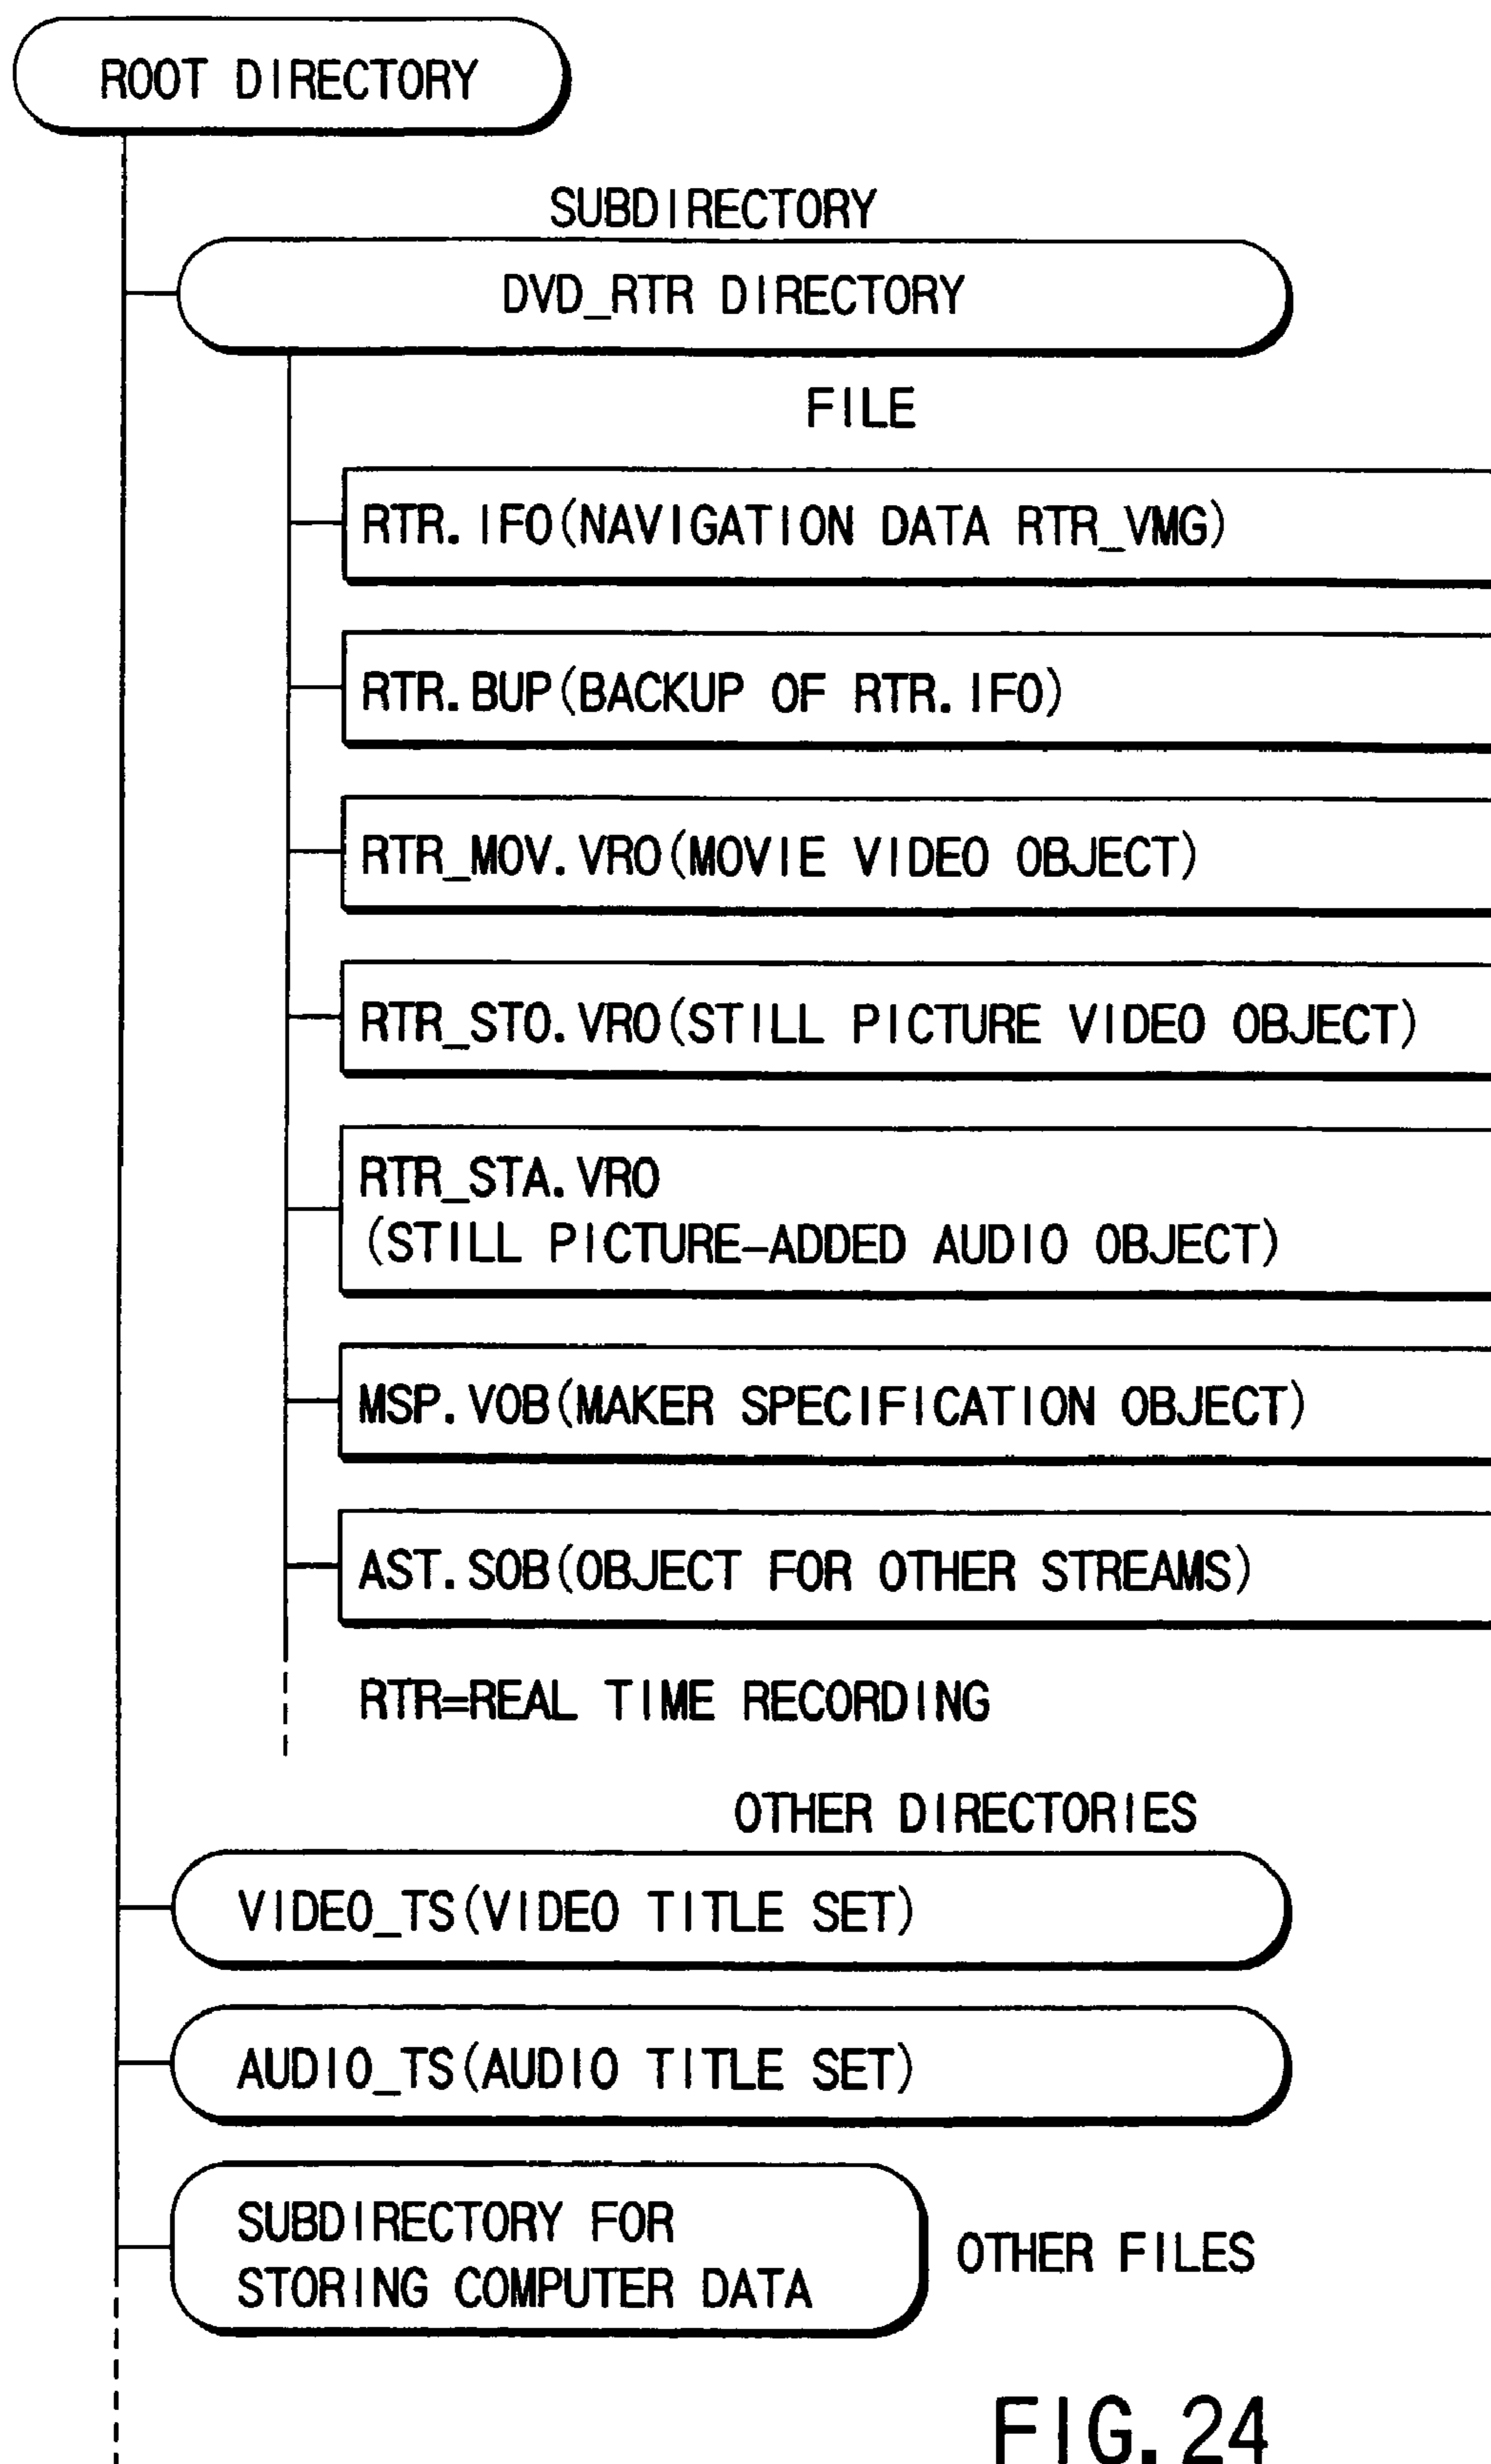 ROOT DIRECTORY
SUBDIRECTORY
DVD_RTR DIRECTORY
FILE
RTR.IFO(NAVIGATION DATA RTR_VMG)
RTR.BUP(BACKUP OF RTR.IFO)
RTR_MOV.VRO(MOVIE VIDEO OBJECT)
RTR_STO.VRO(STILL PICTURE VIDEO OBJECT)
RTR_STA.VRO
(STILL PICTURE-ADDED AUDIO OBJECT)
MSP.VOB(MAKER SPECIFICATION OBJECT)
AST.SOB(OBJECT FOR OTHER STREAMS)
RTR=REAL TIME RECORDING
OTHER DIRECTORIES
VIDEO_TS(VIDEO TITLE SET)
AUDIO_TS(AUDIO TITLE SET)
SUBDIRECTORY FOR
STORING COMPUTER DATA
OTHER FILES
FIG.24